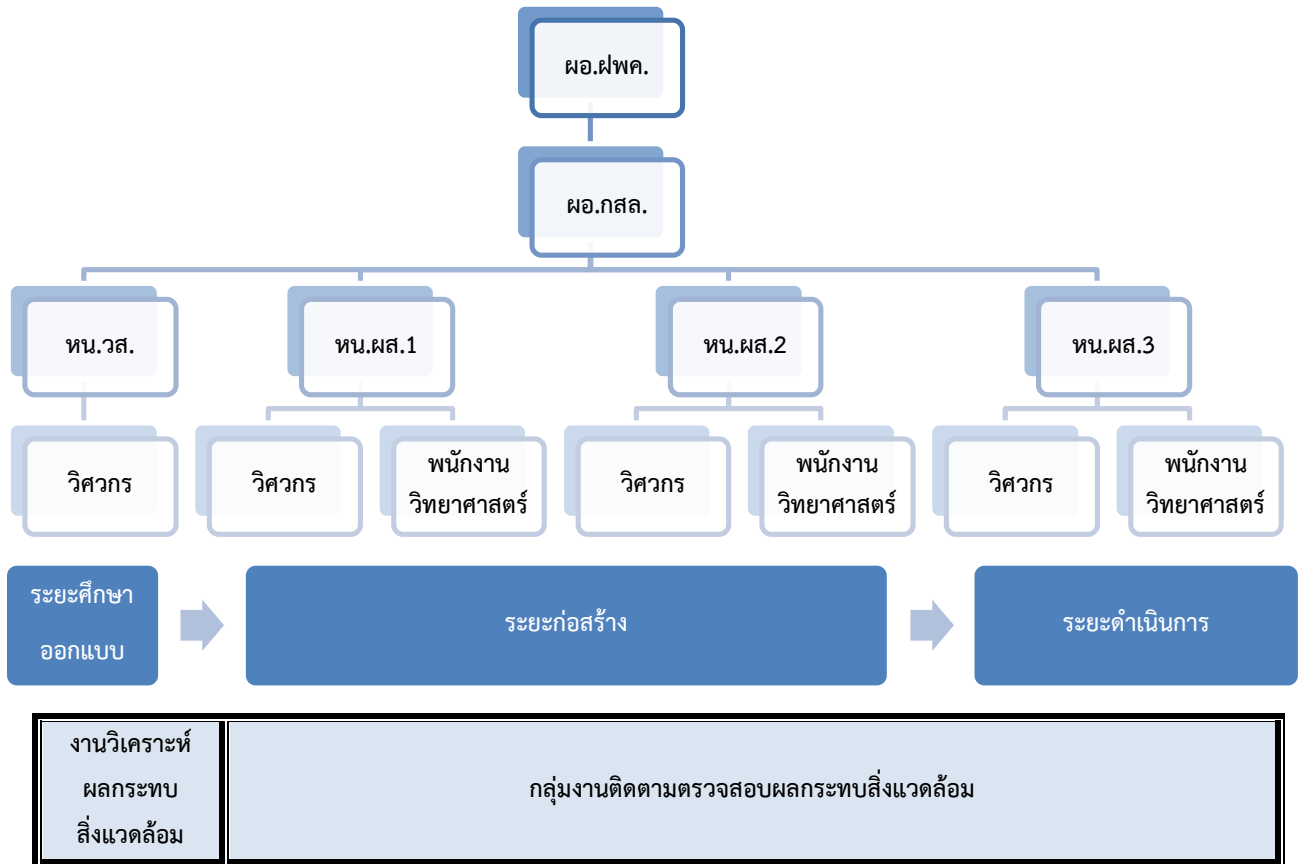 ผอ.ฝพค.
ผอ.กสล.
หน.วส.
หน.ผส.1
หน.ผส.2
หน.ผส.3
วิศวกร
วิศวกร
พนักงาน
วิทยาศาสตร์
วิศวกร
พนักงาน
วิทยาศาสตร์
วิศวกร
พนักงาน
วิทยาศาสตร์
ระยะศึกษา
ออกแบบ
ระยะก่อสร้าง
ระยะดำเนินการ
งานวิเคราะห์
ผลกระทบ
สิ่งแวดล้อม
กลุ่มงานติดตามตรวจสอบผลกระทบสิ่งแวดล้อม